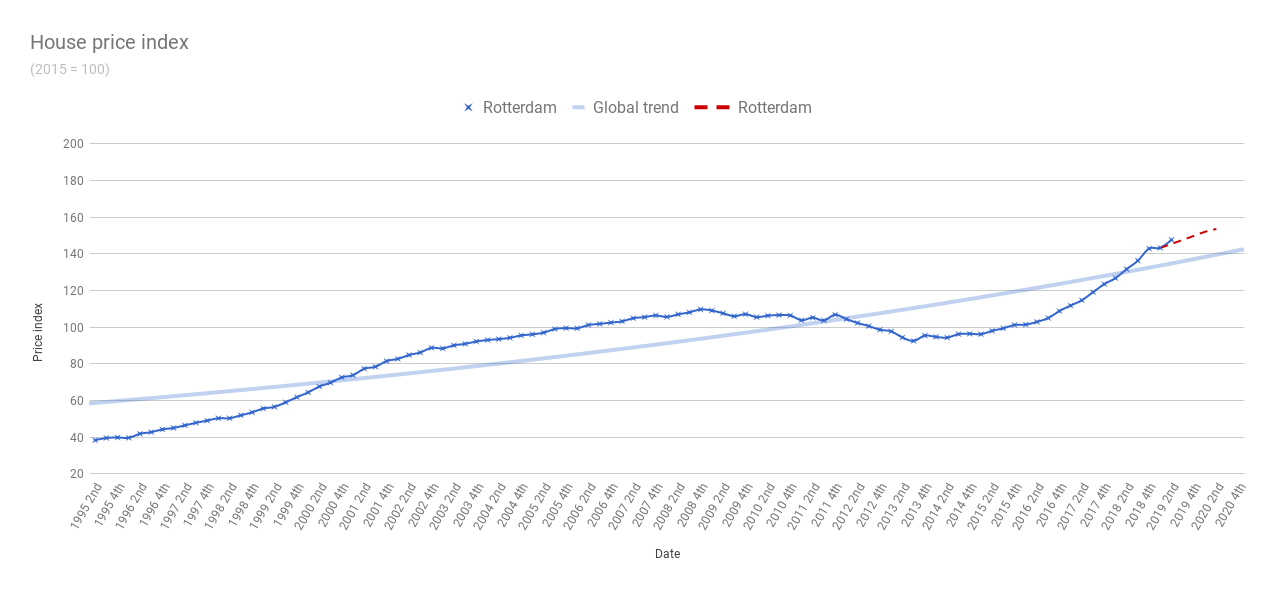 House price index
(2015 = 100)
Rotterdam Global trend Rotterdam
200
180
160
140
120
100
80
60
40
20
Price index
1995 2nd
1995 4th
1996 2nd
1996 4th
1997 2nd
1997 4th
1998 2nd
1998 4th
1999 2nd
1999 4th
2000 2nd
2000 4th
2001 2nd
2001 4th
2002 2nd
2002 4th
2003 2nd
2003 4th
2004 2nd
2004 4th
2005 2nd
2005 4th
2006 2nd
2006 4th
2007 2nd
2007 4th
2008 2nd
2008 4th
2009 2nd
2009 4th
2010 2nd
2010 4th
2011 2nd
2011 4th
2012 2nd
2012 4th
2013 2nd
2013 4th
2014 2nd
2014 4th
2015 2nd
2015 4th
2016 2nd
2016 4th
2017 2nd
2017 4th
2018 2nd
2018 4th
2019 2nd
2019 4th
2020 2nd
2020 4th
Date